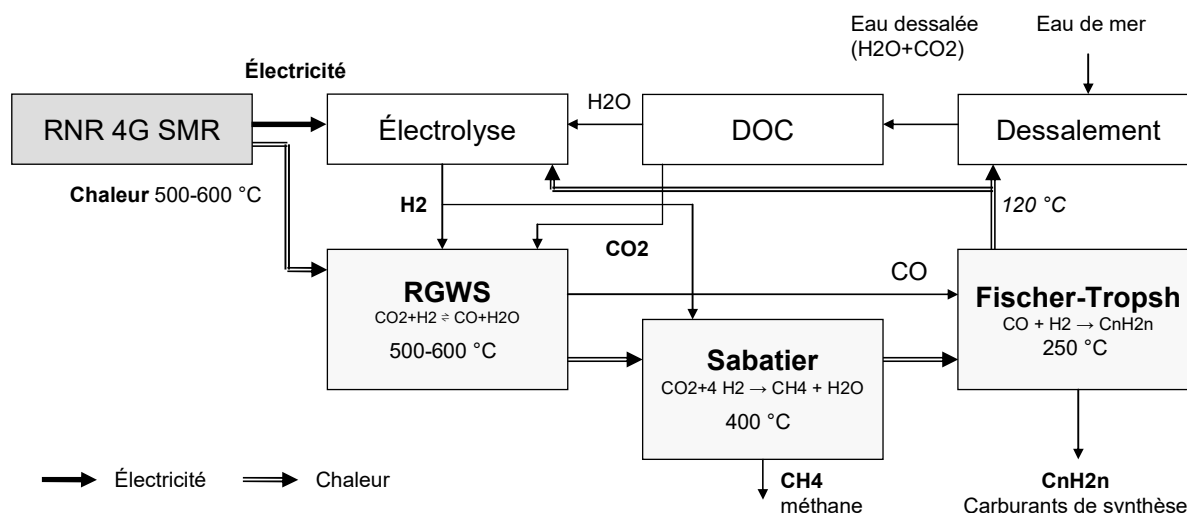 Eau dessalée
(H2O+CO2)
Eau de mer
Électricité
RNR 4G SMR
Électrolyse
H2O
DOC
Dessalement
Chaleur 500-600 °C
H2
CO2
120 °C
RGWS
CO2+H2 ⇌ CO+H2O
500-600 °C
CO
Fischer-Tropsh
CO + H2 → CnH2n
250 °C
Sabatier
CO2+4 H2 → CH4 + H2O
400 °C
Électricité
Chaleur
CH4
méthane
CnH2n
Carburants de synthèse